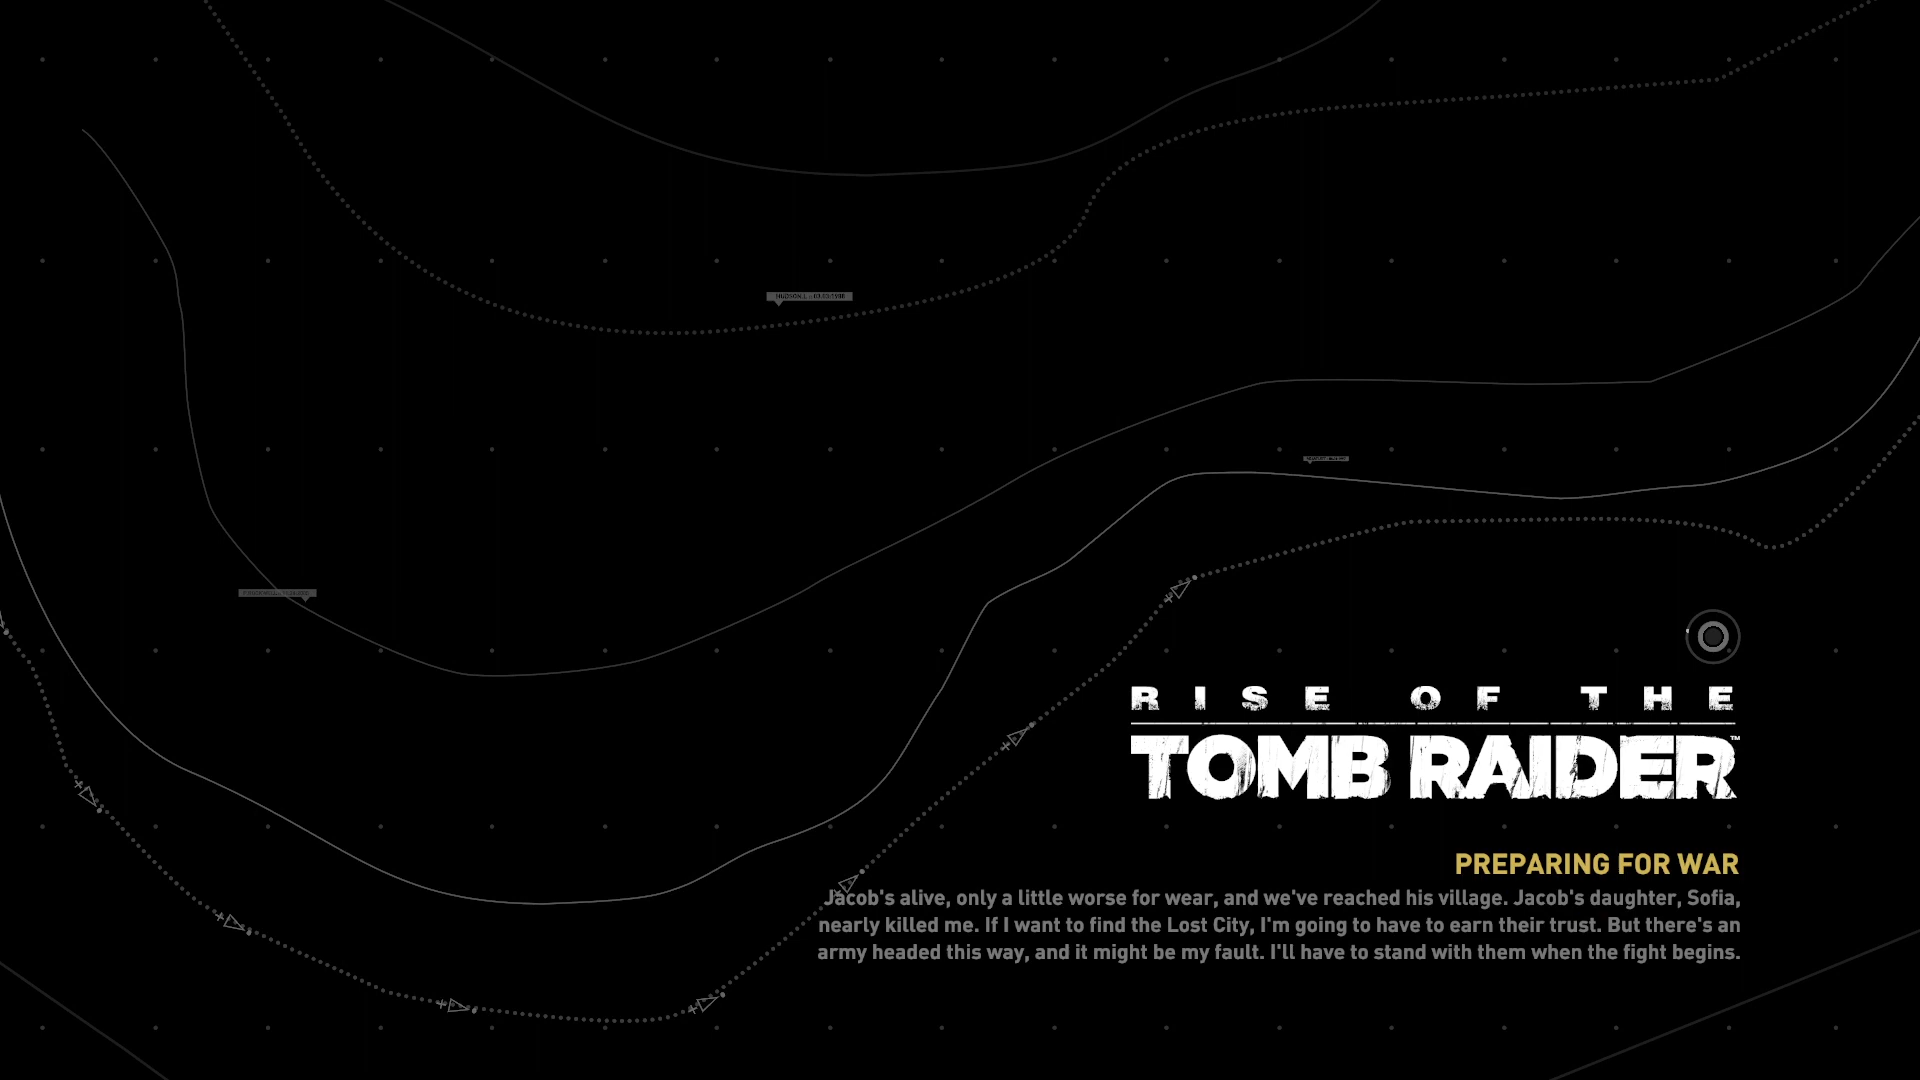 RISE OF THE
TOMB RAIDER™
PREPARING FOR WAR
Jacob's alive, only a little worse for wear, and we've reached his village. Jacob's daughter, Sofia,
nearly killed me. If I want to find the Lost City, I'm going to have to earn their trust. But there's an
army headed this way, and it might be my fault. I'll have to stand with them when the fight begins.